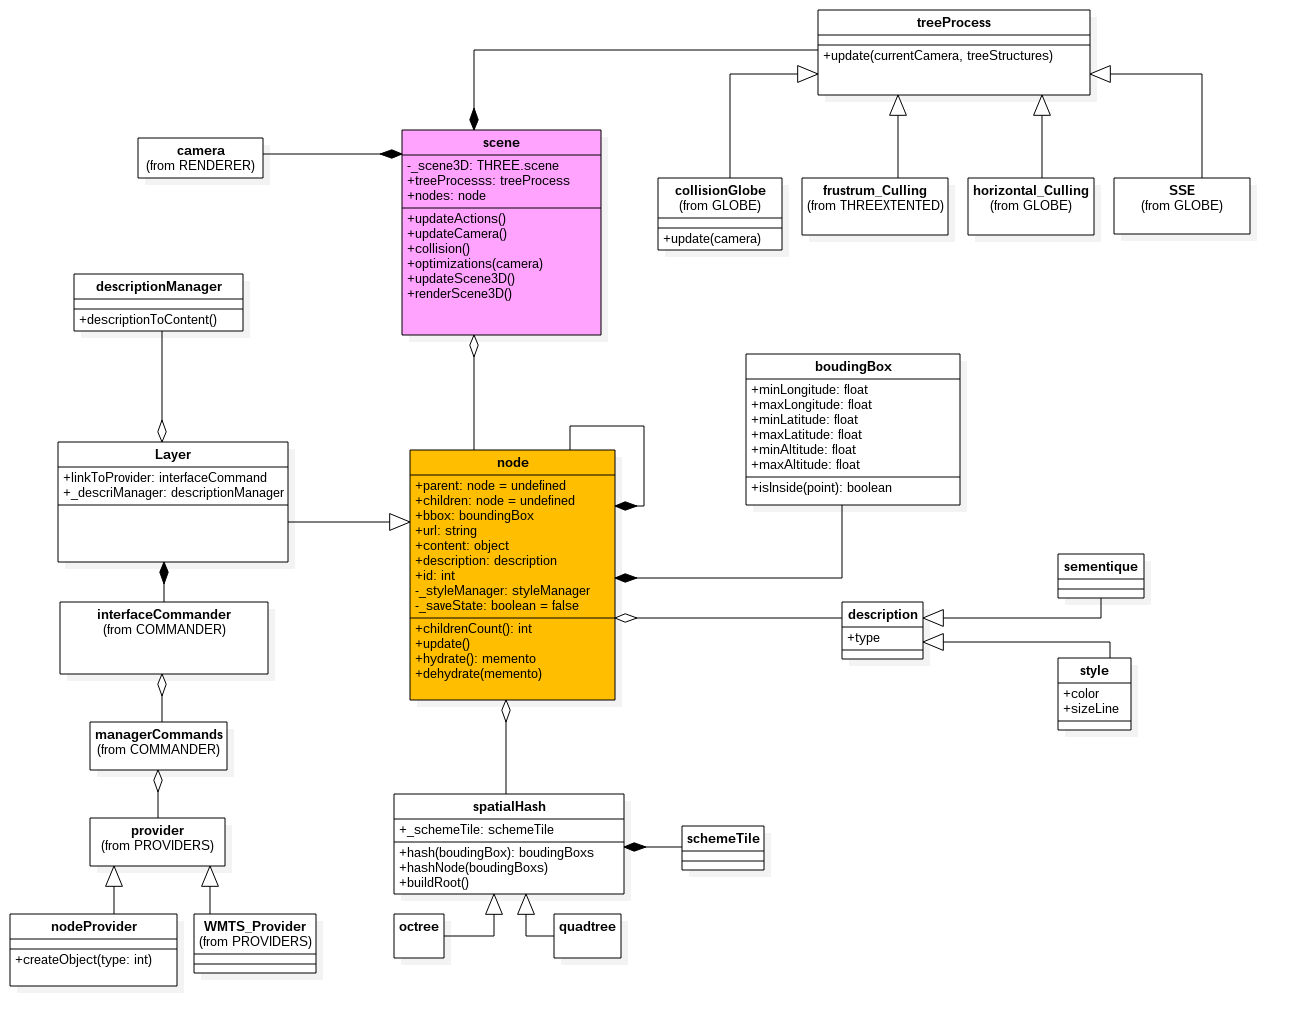 treeProcess
+update(currentCamera, treeStructures)
camera
(from RENDERER)
scene
-_scene3D: THREE.scene
+treeProcesss: treeProcess
+nodes: node
+updateActions()
+updateCamera()
+collision()
+optimizations(camera)
+updateScene3D()
+renderScene3D()
collisionGlobe
(from GLOBE)
+update(camera)
frustrum_Culling
(from THREEXTENTED)
horizontal_Culling
(from GLOBE)
SSE
(from GLOBE)
descriptionManager
+descriptionToContent()
boudingBox
+minLongitude: float
+maxLongitude: float
+minLatitude: float
+maxLatitude: float
+minAltitude: float
+maxAltitude: float
+isInside(point): boolean
Layer
+linkToProvider: interfaceCommand
+_descriManager: descriptionManager
node
+parent: node = undefined
+children: node = undefined
+bbox: boundingBox
+url: string
+content: object
+description: description
+id: int
-_styleManager: styleManager
-_saveState: boolean = false
+childrenCount(): int
+update()
+hydrate(): memento
+dehydrate(memento)
sementique
description
+type
style
+color
+sizeLine
interfaceCommander
(from COMMANDER)
managerCommands
(from COMMANDER)
provider
(from PROVIDERS)
nodeProvider
+createObject(type: int)
WMTS_Provider
(from PROVIDERS)
spatialHash
+_schemeTile: schemeTile
+hash(boudingBox): boudingBoxs
+hashNode(boudingBoxs)
+buildRoot()
schemeTile
octree
quadtree